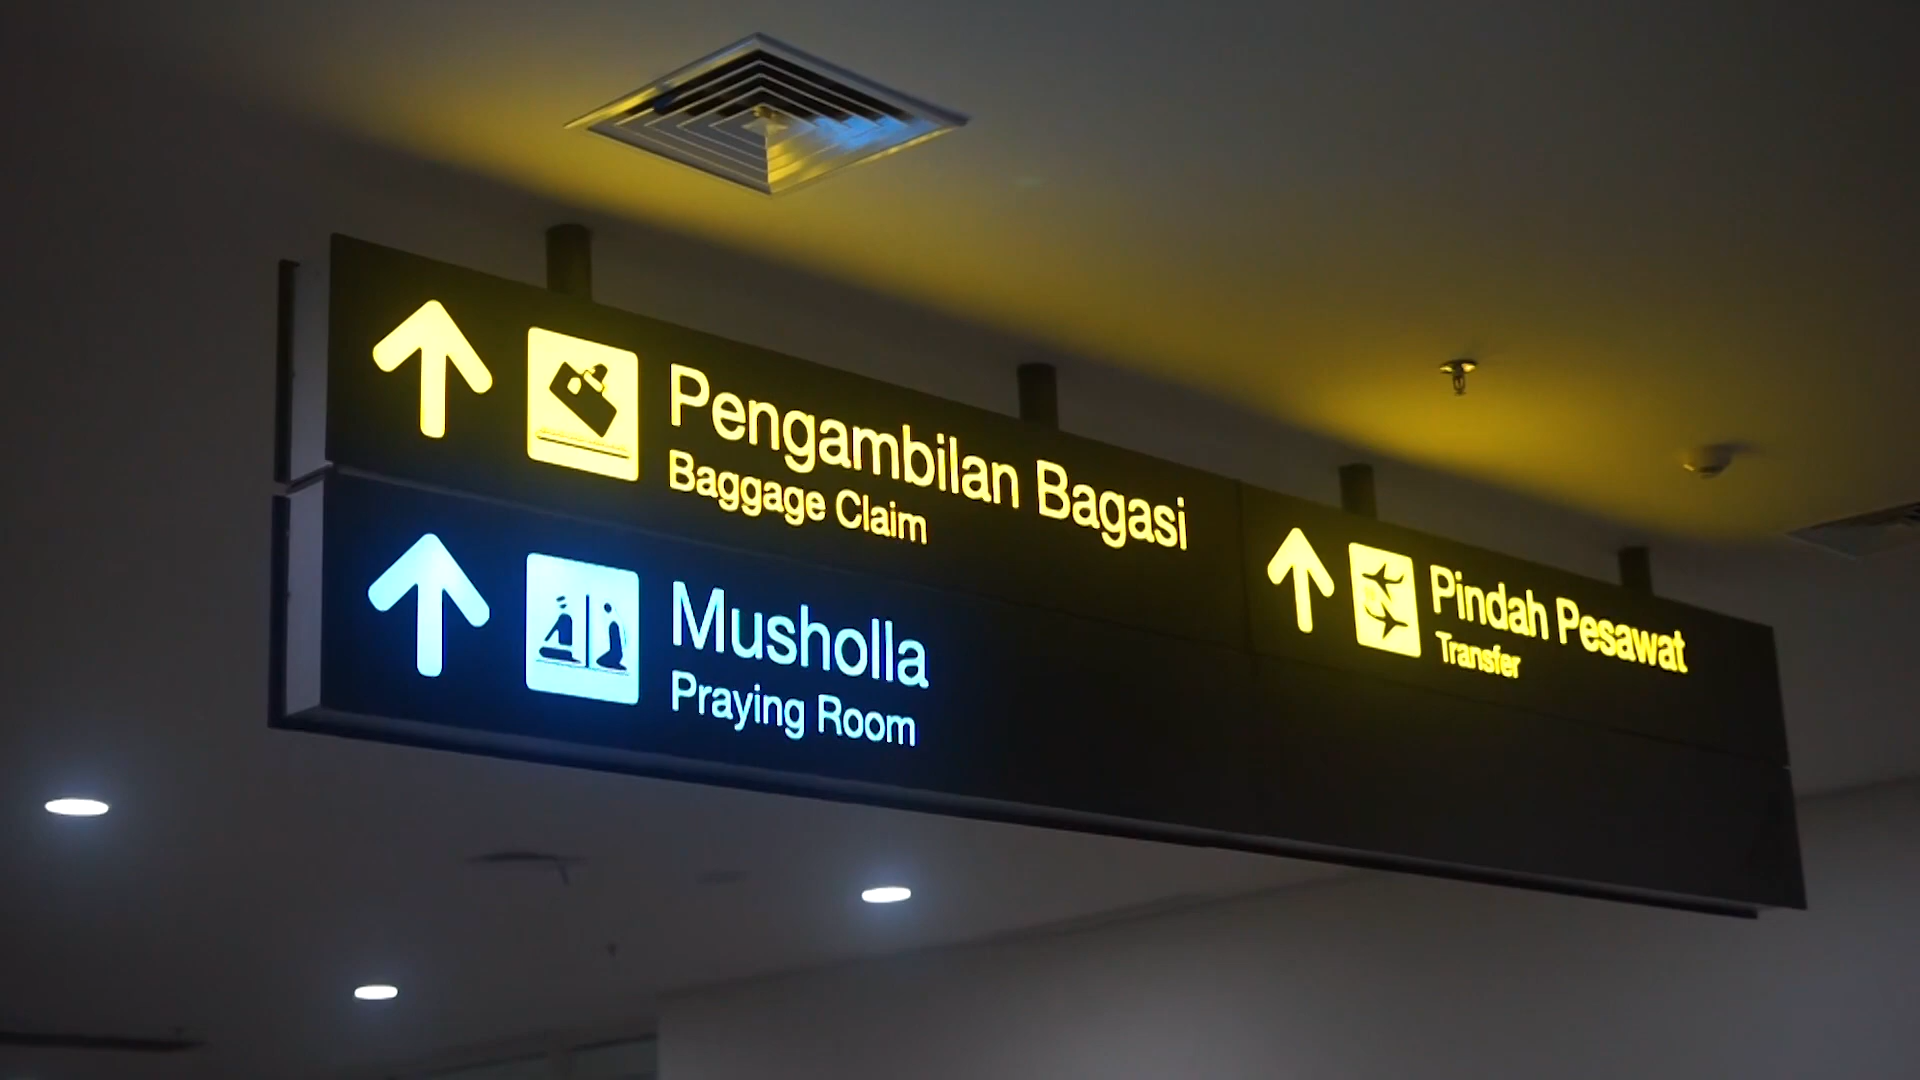 Pengambilan Bagasi
Baggage Claim
Musholla
Praying Room
Pindah Pesawat
Transfer